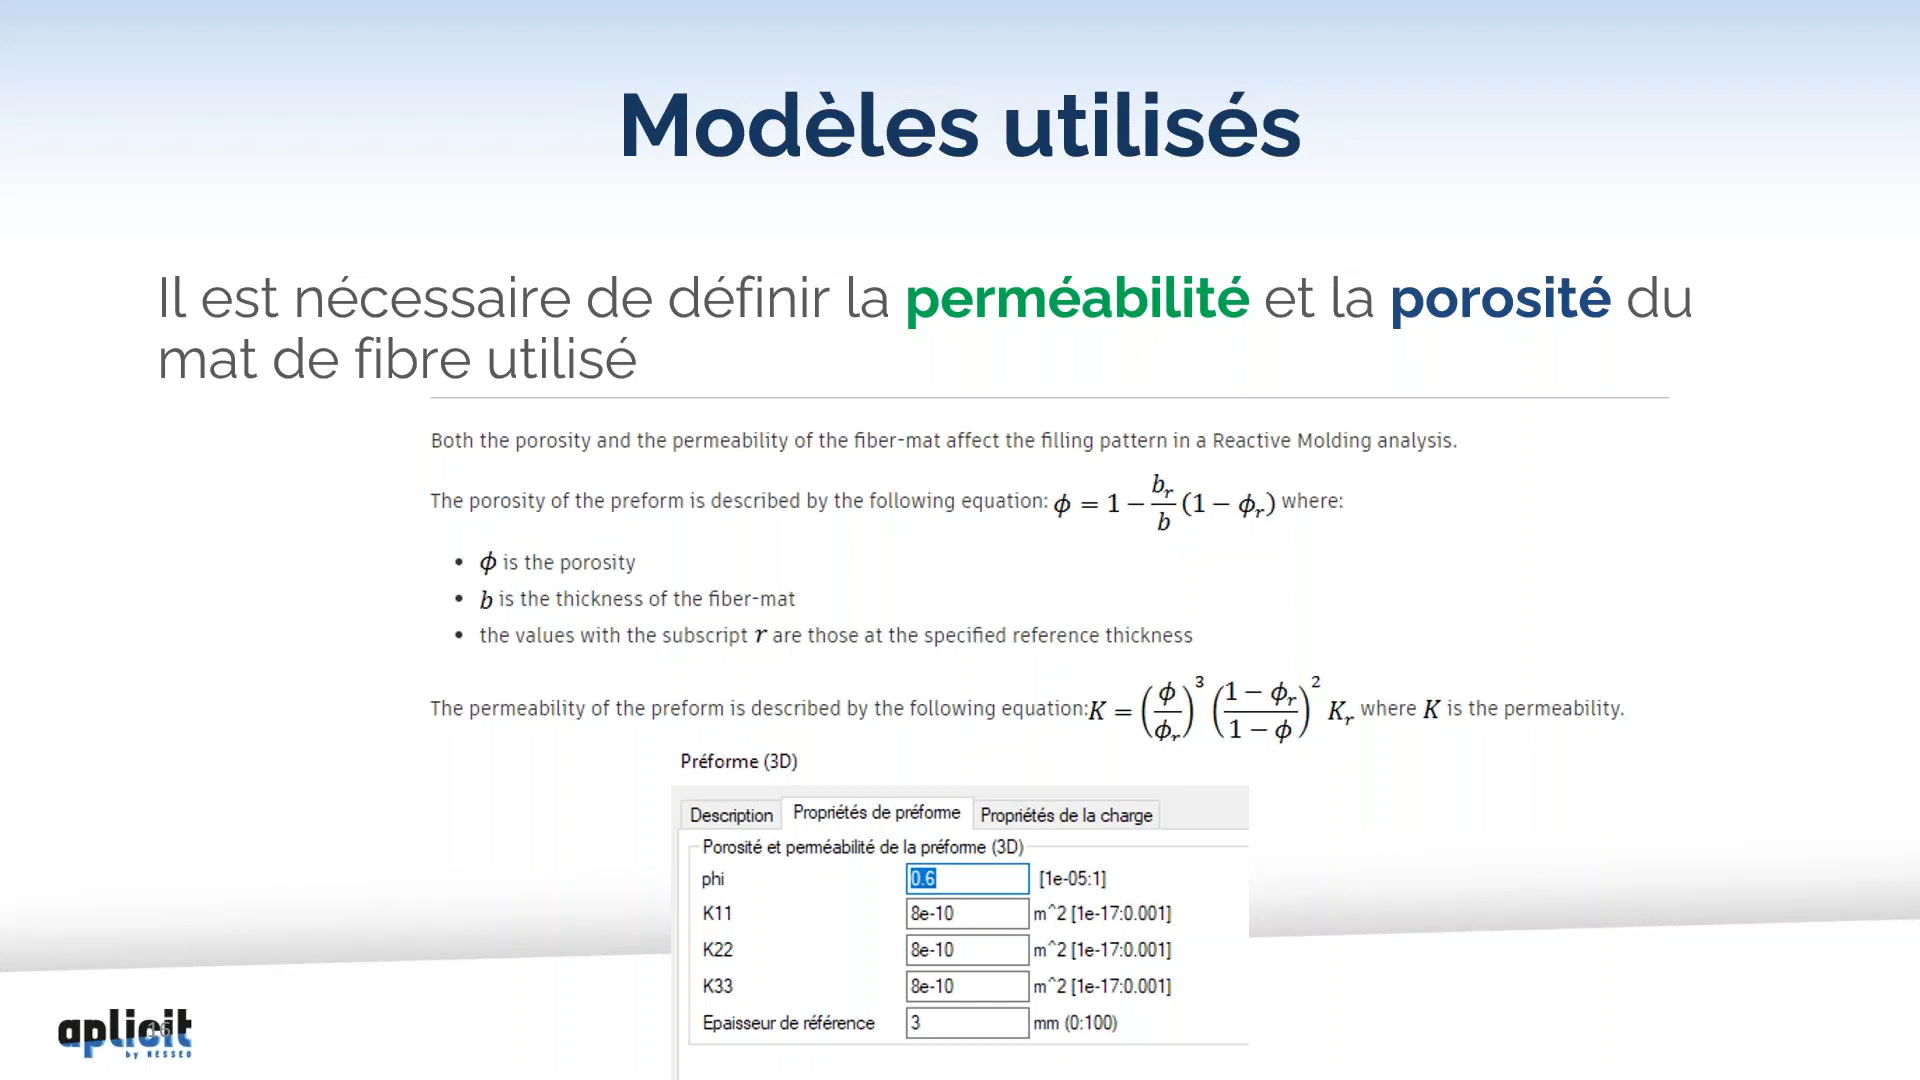 Modèles utilisés
Il est nécessaire de définir la perméabilité et la porosité du
mat de fibre utilisé
Both the porosity and the permeability of the fiber-mat affect the filling pattern in a Reactive Molding analysis.
The porosity of the preform is described by the following equation: ϕ = 1 − b_r/b (1 − ϕ_r) where:
• ϕ is the porosity
• b is the thickness of the fiber-mat
• the values with the subscript r are those at the specified reference thickness
The permeability of the preform is described by the following equation: K = (ϕ/ϕ_r)^3 ((1 − ϕ_r)/(1 − ϕ))^2 K_r where K is the permeability.
Préforme (3D)
Description Propriétés de préforme Propriétés de la charge
Porosité et perméabilité de la préforme (3D)
phi 0.6 [1e-05:1]
K11 8e-10 m^2 [1e-17:0.001]
K22 8e-10 m^2 [1e-17:0.001]
K33 8e-10 m^2 [1e-17:0.001]
Epaisseur de référence 3 mm (0:100)
aplicit
16
by NESSEO